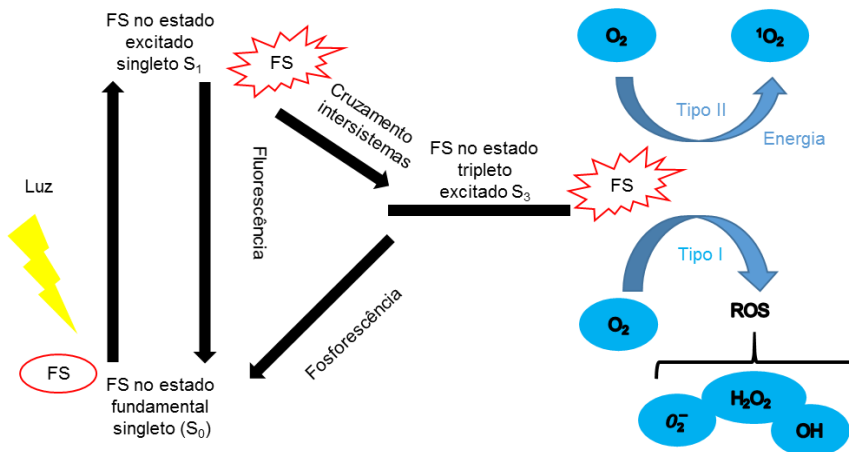 FS no estado
excitado
singleto S₁
FS
Cruzamento
intersistemas
Fluorescência
Luz
FS
FS no estado
fundamental
singleto (S₀)
Fosforescência
FS no estado
tripleto
excitado S₃
FS
O₂
¹O₂
Tipo II
Energia
Tipo I
O₂
ROS
O₂⁻
H₂O₂
OH